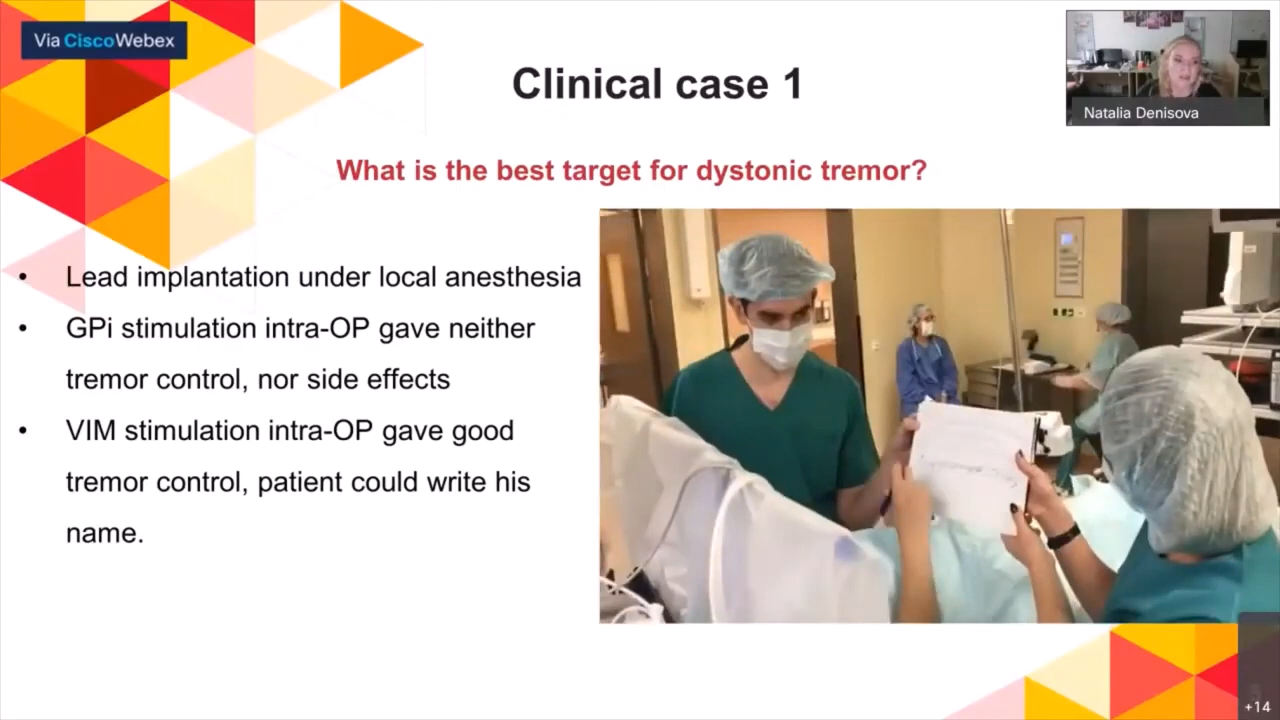 Via Cisco Webex
Clinical case 1
Natalia Denisova
What is the best target for dystonic tremor?
• Lead implantation under local anesthesia
• GPi stimulation intra-OP gave neither
tremor control, nor side effects
• VIM stimulation intra-OP gave good
tremor control, patient could write his
name.
+14